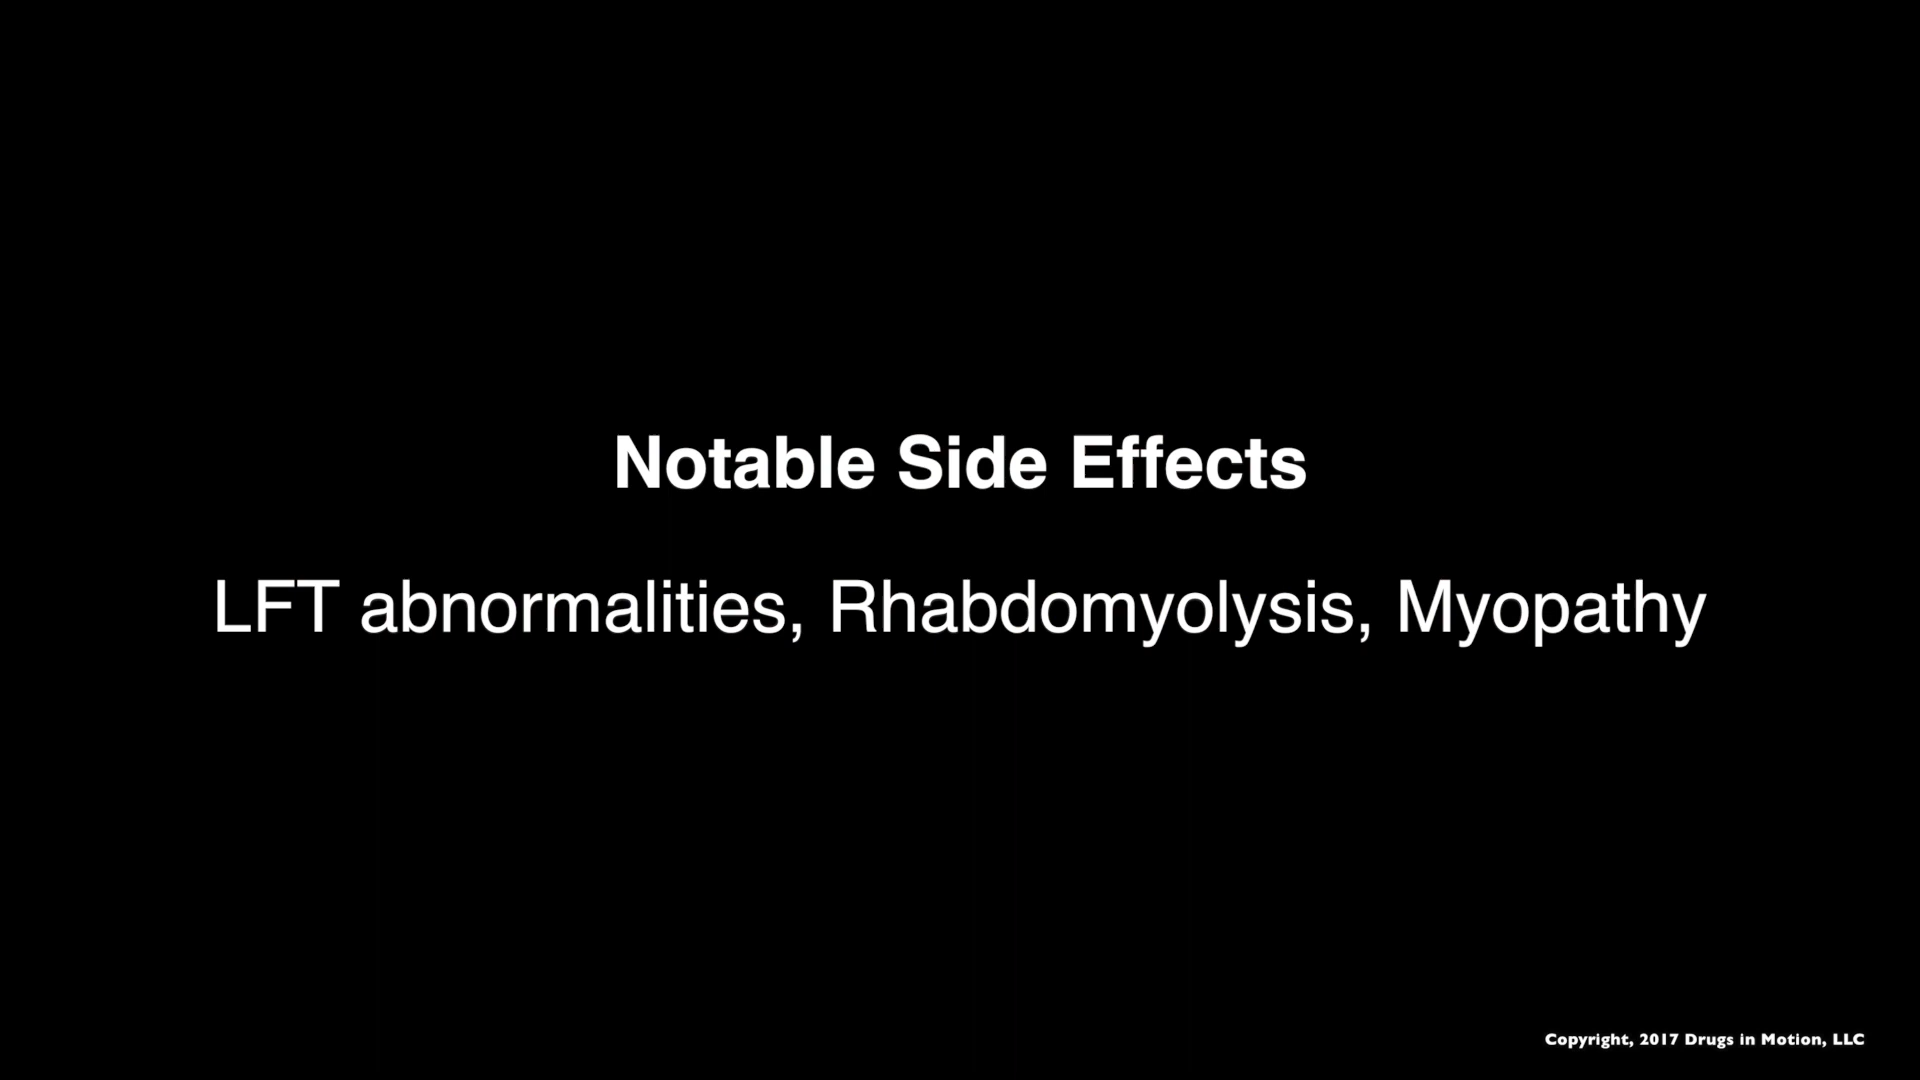 Notable Side Effects
LFT abnormalities, Rhabdomyolysis, Myopathy
Copyright, 2017 Drugs in Motion, LLC